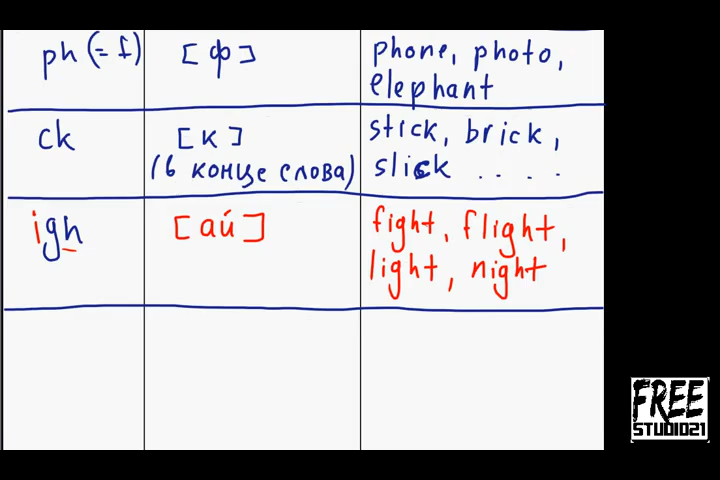 ph (= f) [ф] phone, photo,
elephant
ck [к] stick, brick,
(в конце слова) slick . . . .
igh [ай] fight, flight,
light, night
FREE
STUDIO21